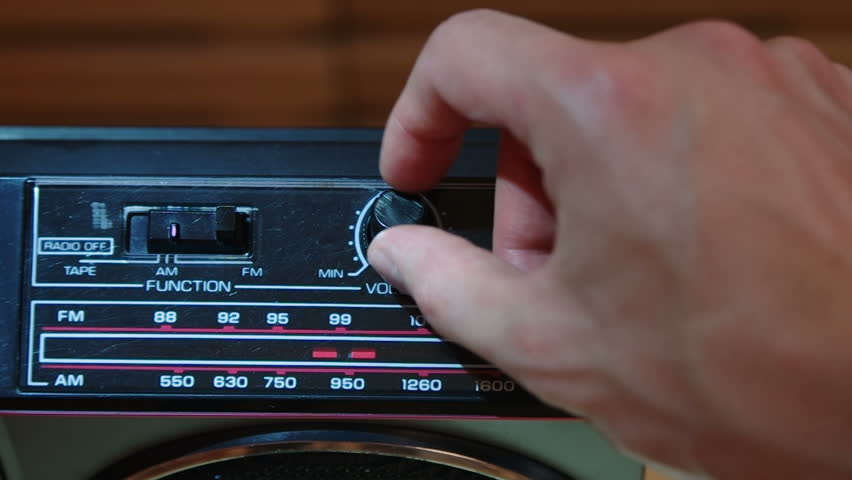 RADIO OFF
TAPE AM FM
FUNCTION
MIN
FM 88 92 95 99
AM 550 630 750 950 1260 1600